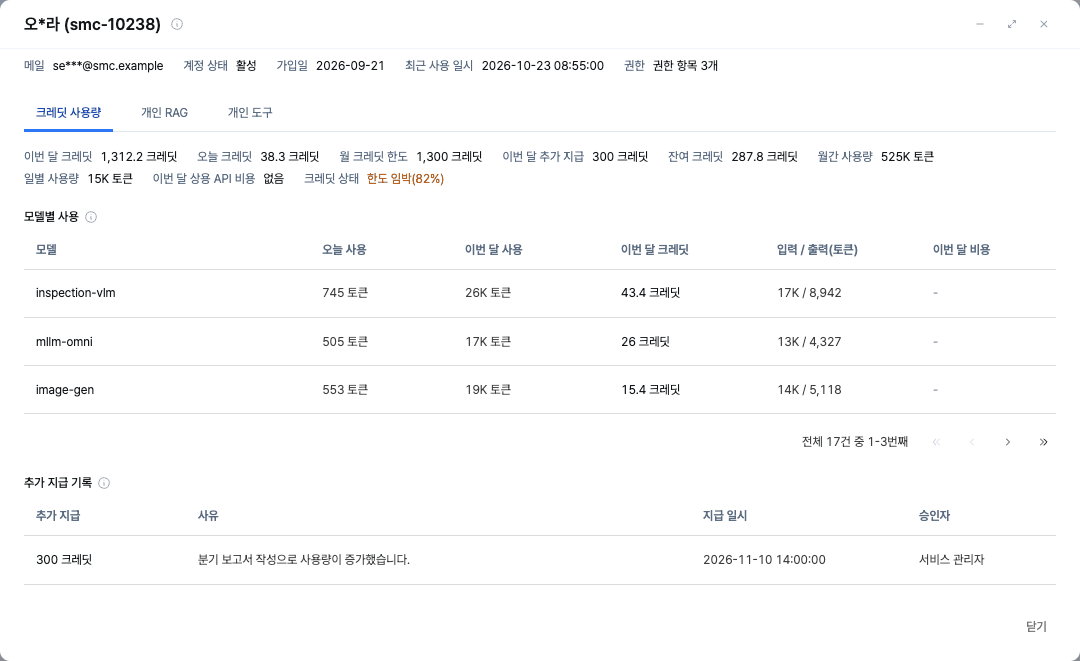 오*라 (smc-10238)
메일 se***@smc.example 계정 상태 활성 가입일 2026-09-21 최근 사용 일시 2026-10-23 08:55:00 권한 권한 항목 3개
크레딧 사용량 개인 RAG 개인 도구
이번 달 크레딧 1,312.2 크레딧 오늘 크레딧 38.3 크레딧 월 크레딧 한도 1,300 크레딧 이번 달 추가 지급 300 크레딧 잔여 크레딧 287.8 크레딧 월간 사용량 525K 토큰
일별 사용량 15K 토큰 이번 달 상용 API 비용 없음 크레딧 상태 한도 임박(82%)
모델별 사용
모델 오늘 사용 이번 달 사용 이번 달 크레딧 입력 / 출력(토큰) 이번 달 비용
inspection-vlm 745 토큰 26K 토큰 43.4 크레딧 17K / 8,942 -
mllm-omni 505 토큰 17K 토큰 26 크레딧 13K / 4,327 -
image-gen 553 토큰 19K 토큰 15.4 크레딧 14K / 5,118 -
전체 17건 중 1-3번째
추가 지급 기록
추가 지급 사유 지급 일시 승인자
300 크레딧 분기 보고서 작성으로 사용량이 증가했습니다. 2026-11-10 14:00:00 서비스 관리자
닫기